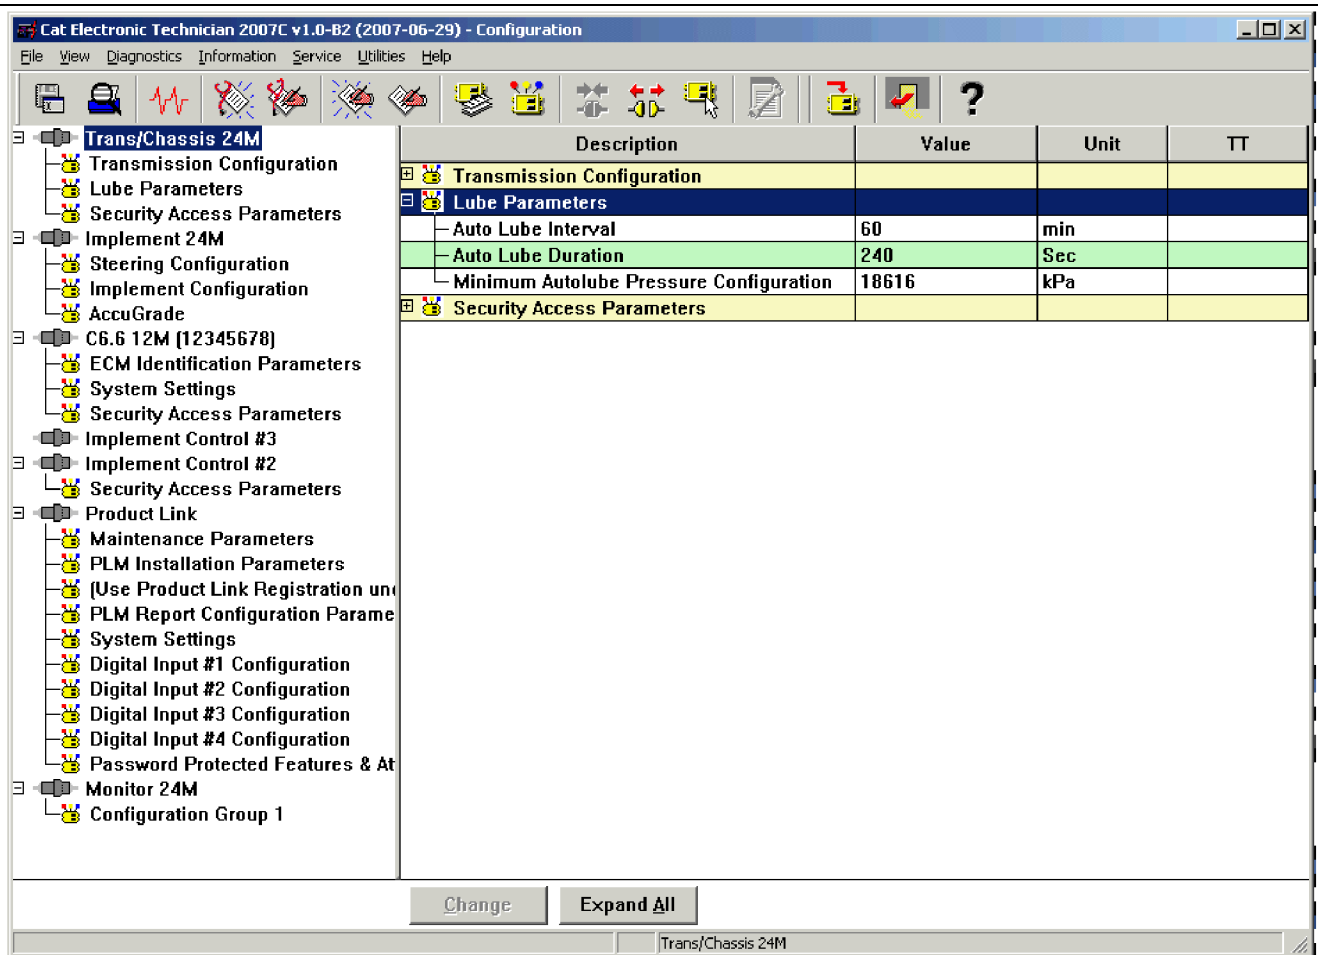 Cat Electronic Technician 2007C v1.0-B2 (2007-06-29) - Configuration
File View Diagnostics Information Service Utilities Help
Trans/Chassis 24M
Transmission Configuration
Lube Parameters
Security Access Parameters
Implement 24M
Steering Configuration
Implement Configuration
AccuGrade
C6.6 12M (12345678)
ECM Identification Parameters
System Settings
Security Access Parameters
Implement Control #3
Implement Control #2
Security Access Parameters
Product Link
Maintenance Parameters
PLM Installation Parameters
(Use Product Link Registration und
PLM Report Configuration Parame
System Settings
Digital Input #1 Configuration
Digital Input #2 Configuration
Digital Input #3 Configuration
Digital Input #4 Configuration
Password Protected Features & At
Monitor 24M
Configuration Group 1
Description Value Unit TT
Transmission Configuration
Lube Parameters
Auto Lube Interval 60 min
Auto Lube Duration 240 Sec
Minimum Autolube Pressure Configuration 18616 kPa
Security Access Parameters
Change Expand All
Trans/Chassis 24M